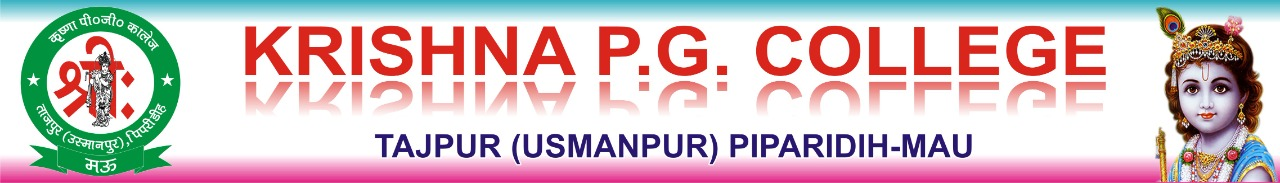 कृष्णा पी०जी० कालेज
श्री:
ताजपुर (उस्मानपुर), पिपरीडीह
मऊ
KRISHNA P.G. COLLEGE
TAJPUR (USMANPUR) PIPARIDIH-MAU